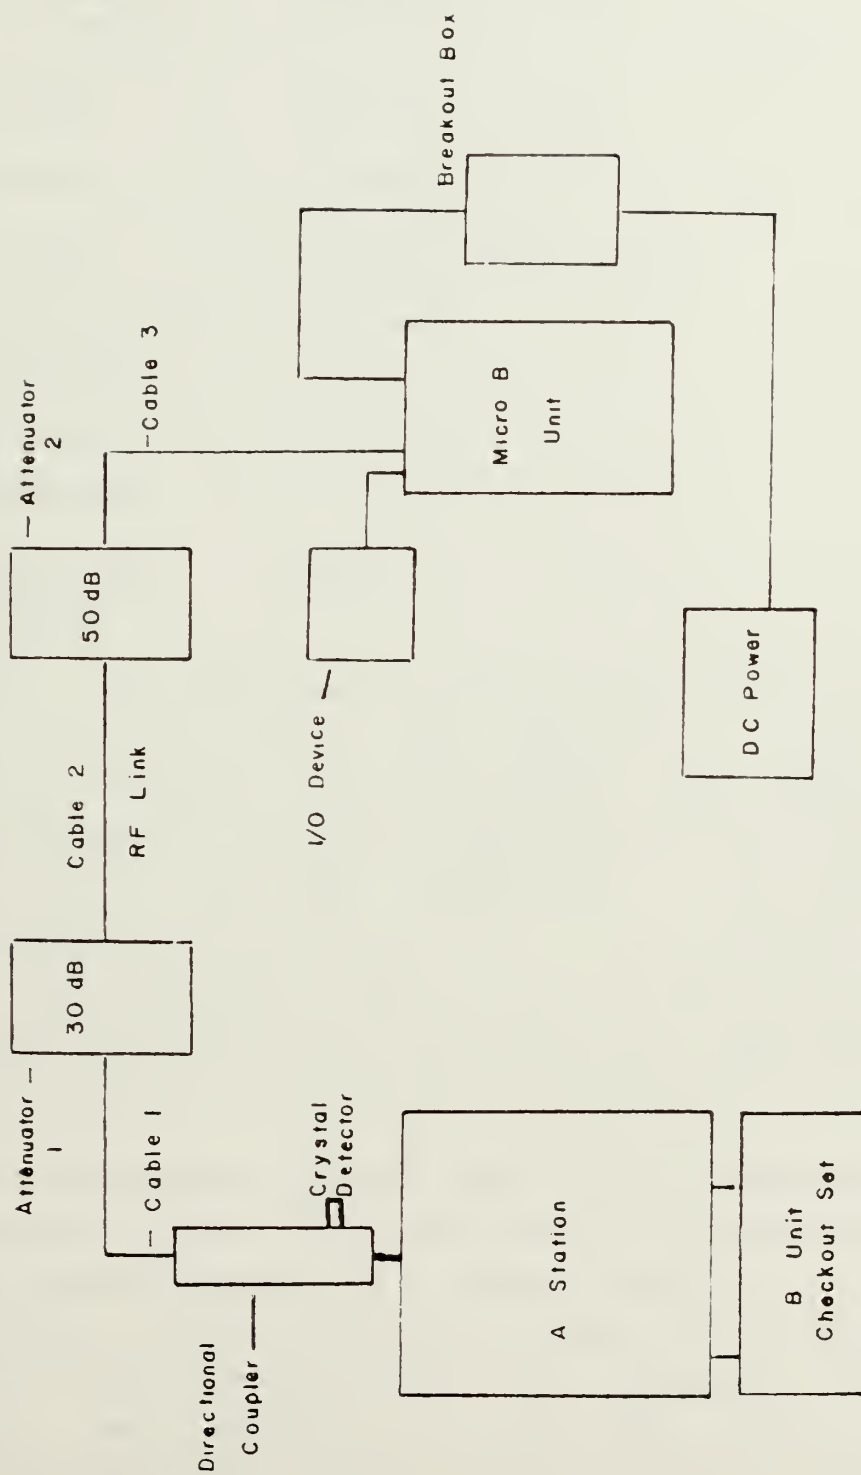 Attenuator
1
30 dB
Cable 2
RF Link
50 dB
Attenuator
2
Cable 1
Cable 3
Directional
Coupler
Crystal
Detector
I/O Device
Breakout Box
A Station
Micro B
Unit
B Unit
Checkout Set
DC Power